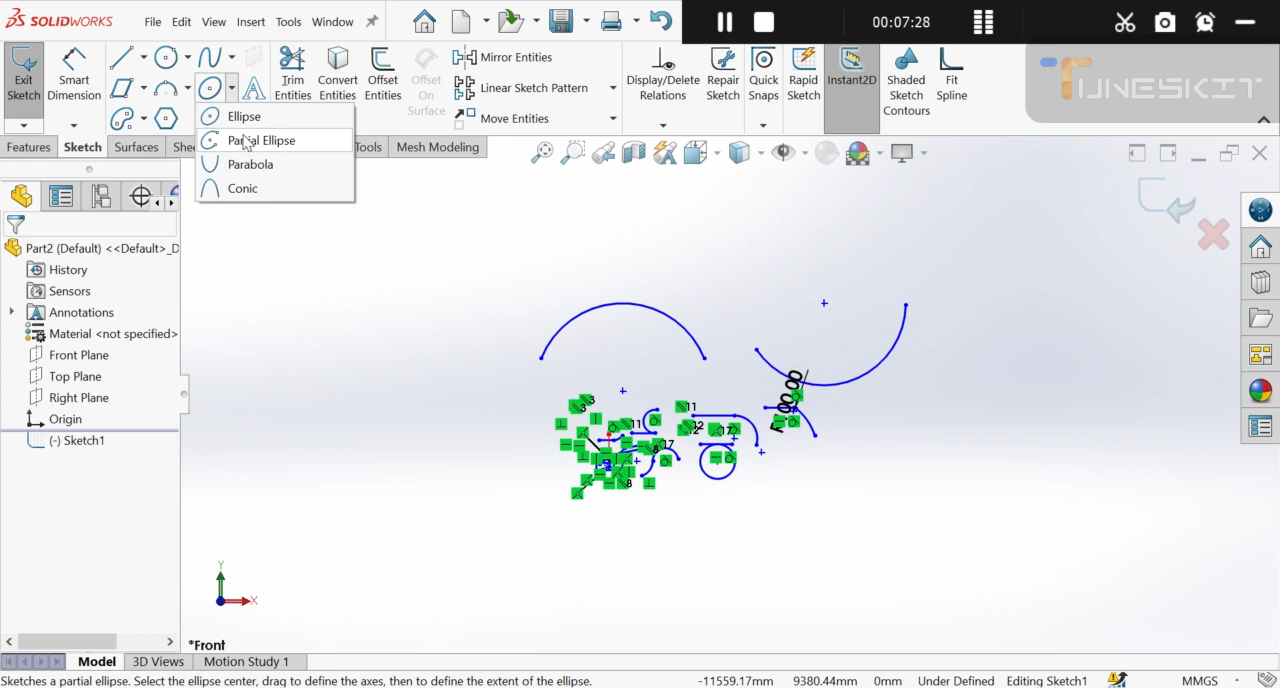 SOLIDWORKS
File Edit View Insert Tools Window
00:07:28
TUNESKIT
Exit Sketch
Smart Dimension
Trim Entities
Convert Entities
Offset Entities
Offset On Surface
Mirror Entities
Linear Sketch Pattern
Move Entities
Display/Delete Relations
Repair Sketch
Quick Snaps
Rapid Sketch
Instant2D
Shaded Sketch Contours
Fit Spline
Ellipse
Partial Ellipse
Parabola
Conic
Features Sketch Surfaces She Tools Mesh Modeling
Part2 (Default) <<Default>_D
History
Sensors
Annotations
Material <not specified>
Front Plane
Top Plane
Right Plane
Origin
(-) Sketch1
Y
X
*Front
Model 3D Views Motion Study 1
Sketches a partial ellipse. Select the ellipse center, drag to define the axes, then to define the extent of the ellipse. -11559.17mm 9380.44mm 0mm Under Defined Editing Sketch1 MMGS